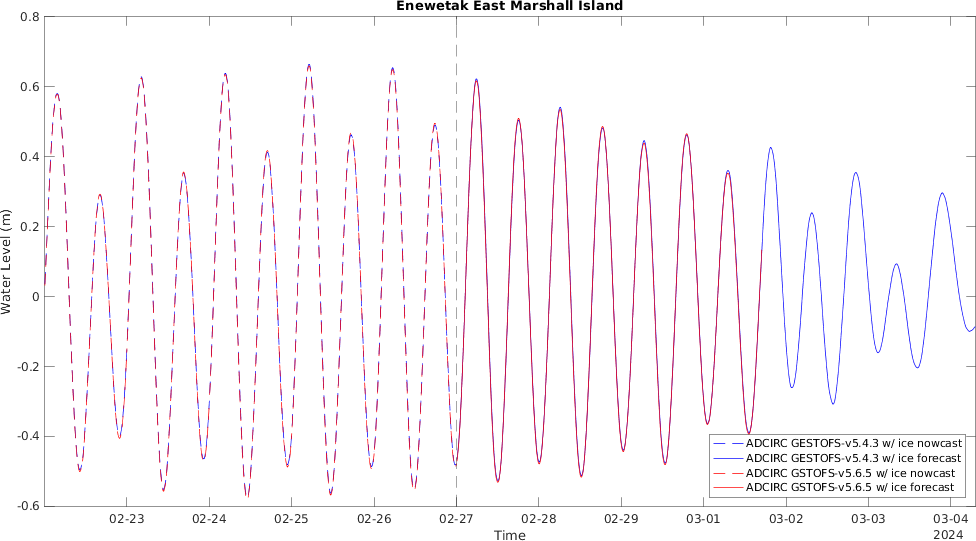 Enewetak East Marshall Island
0.8
0.6
0.4
0.2
0
-0.2
-0.4
-0.6
Water Level (m)
ADCIRC GESTOFS-v5.4.3 w/ ice nowcast
ADCIRC GESTOFS-v5.4.3 w/ ice forecast
ADCIRC GSTOFS-v5.6.5 w/ ice nowcast
ADCIRC GSTOFS-v5.6.5 w/ ice forecast
02-23 02-24 02-25 02-26 02-27 02-28 02-29 03-01 03-02 03-03 03-04
Time 2024